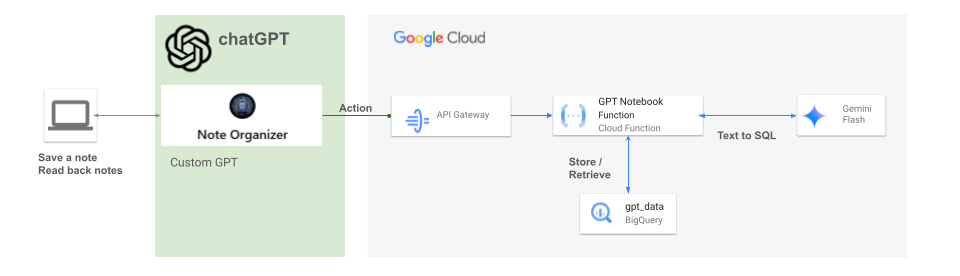 chatGPT
Google Cloud
Note Organizer
Custom GPT
Save a note
Read back notes
Action
API Gateway
GPT Notebook
Function
Cloud Function
Text to SQL
Gemini
Flash
Store /
Retrieve
gpt_data
BigQuery